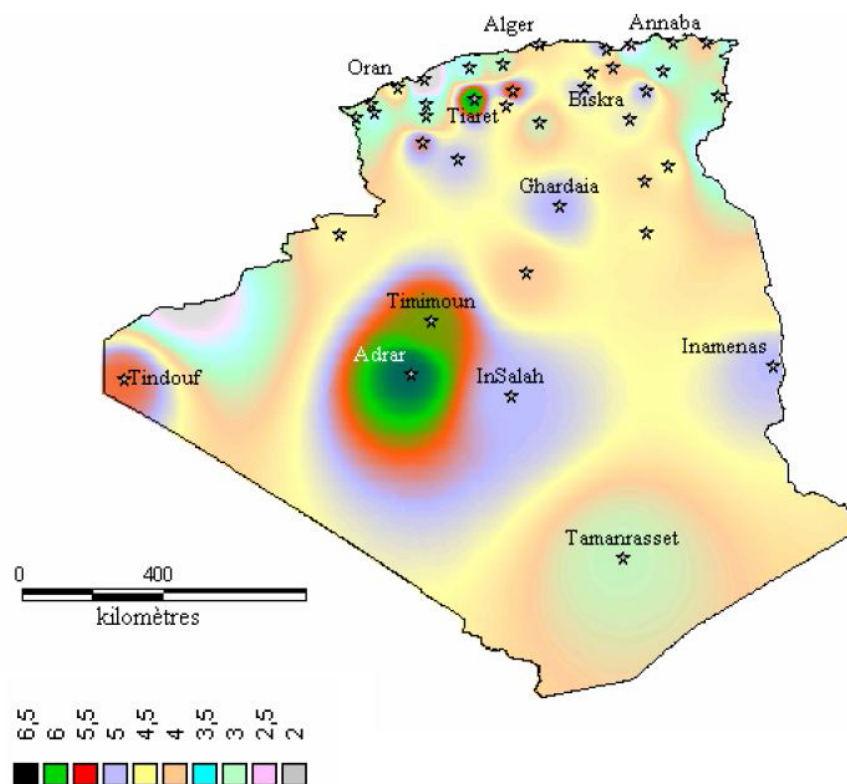 Alger
Annaba
Oran
Biskra
Tiaret
Ghardaia
Timimoun
Adrar
Inamenas
Tindouf
InSalah
Tamanrasset
0 400
kilomètres
6,5 6 5,5 5 4,5 4 3,5 3 2,5 2